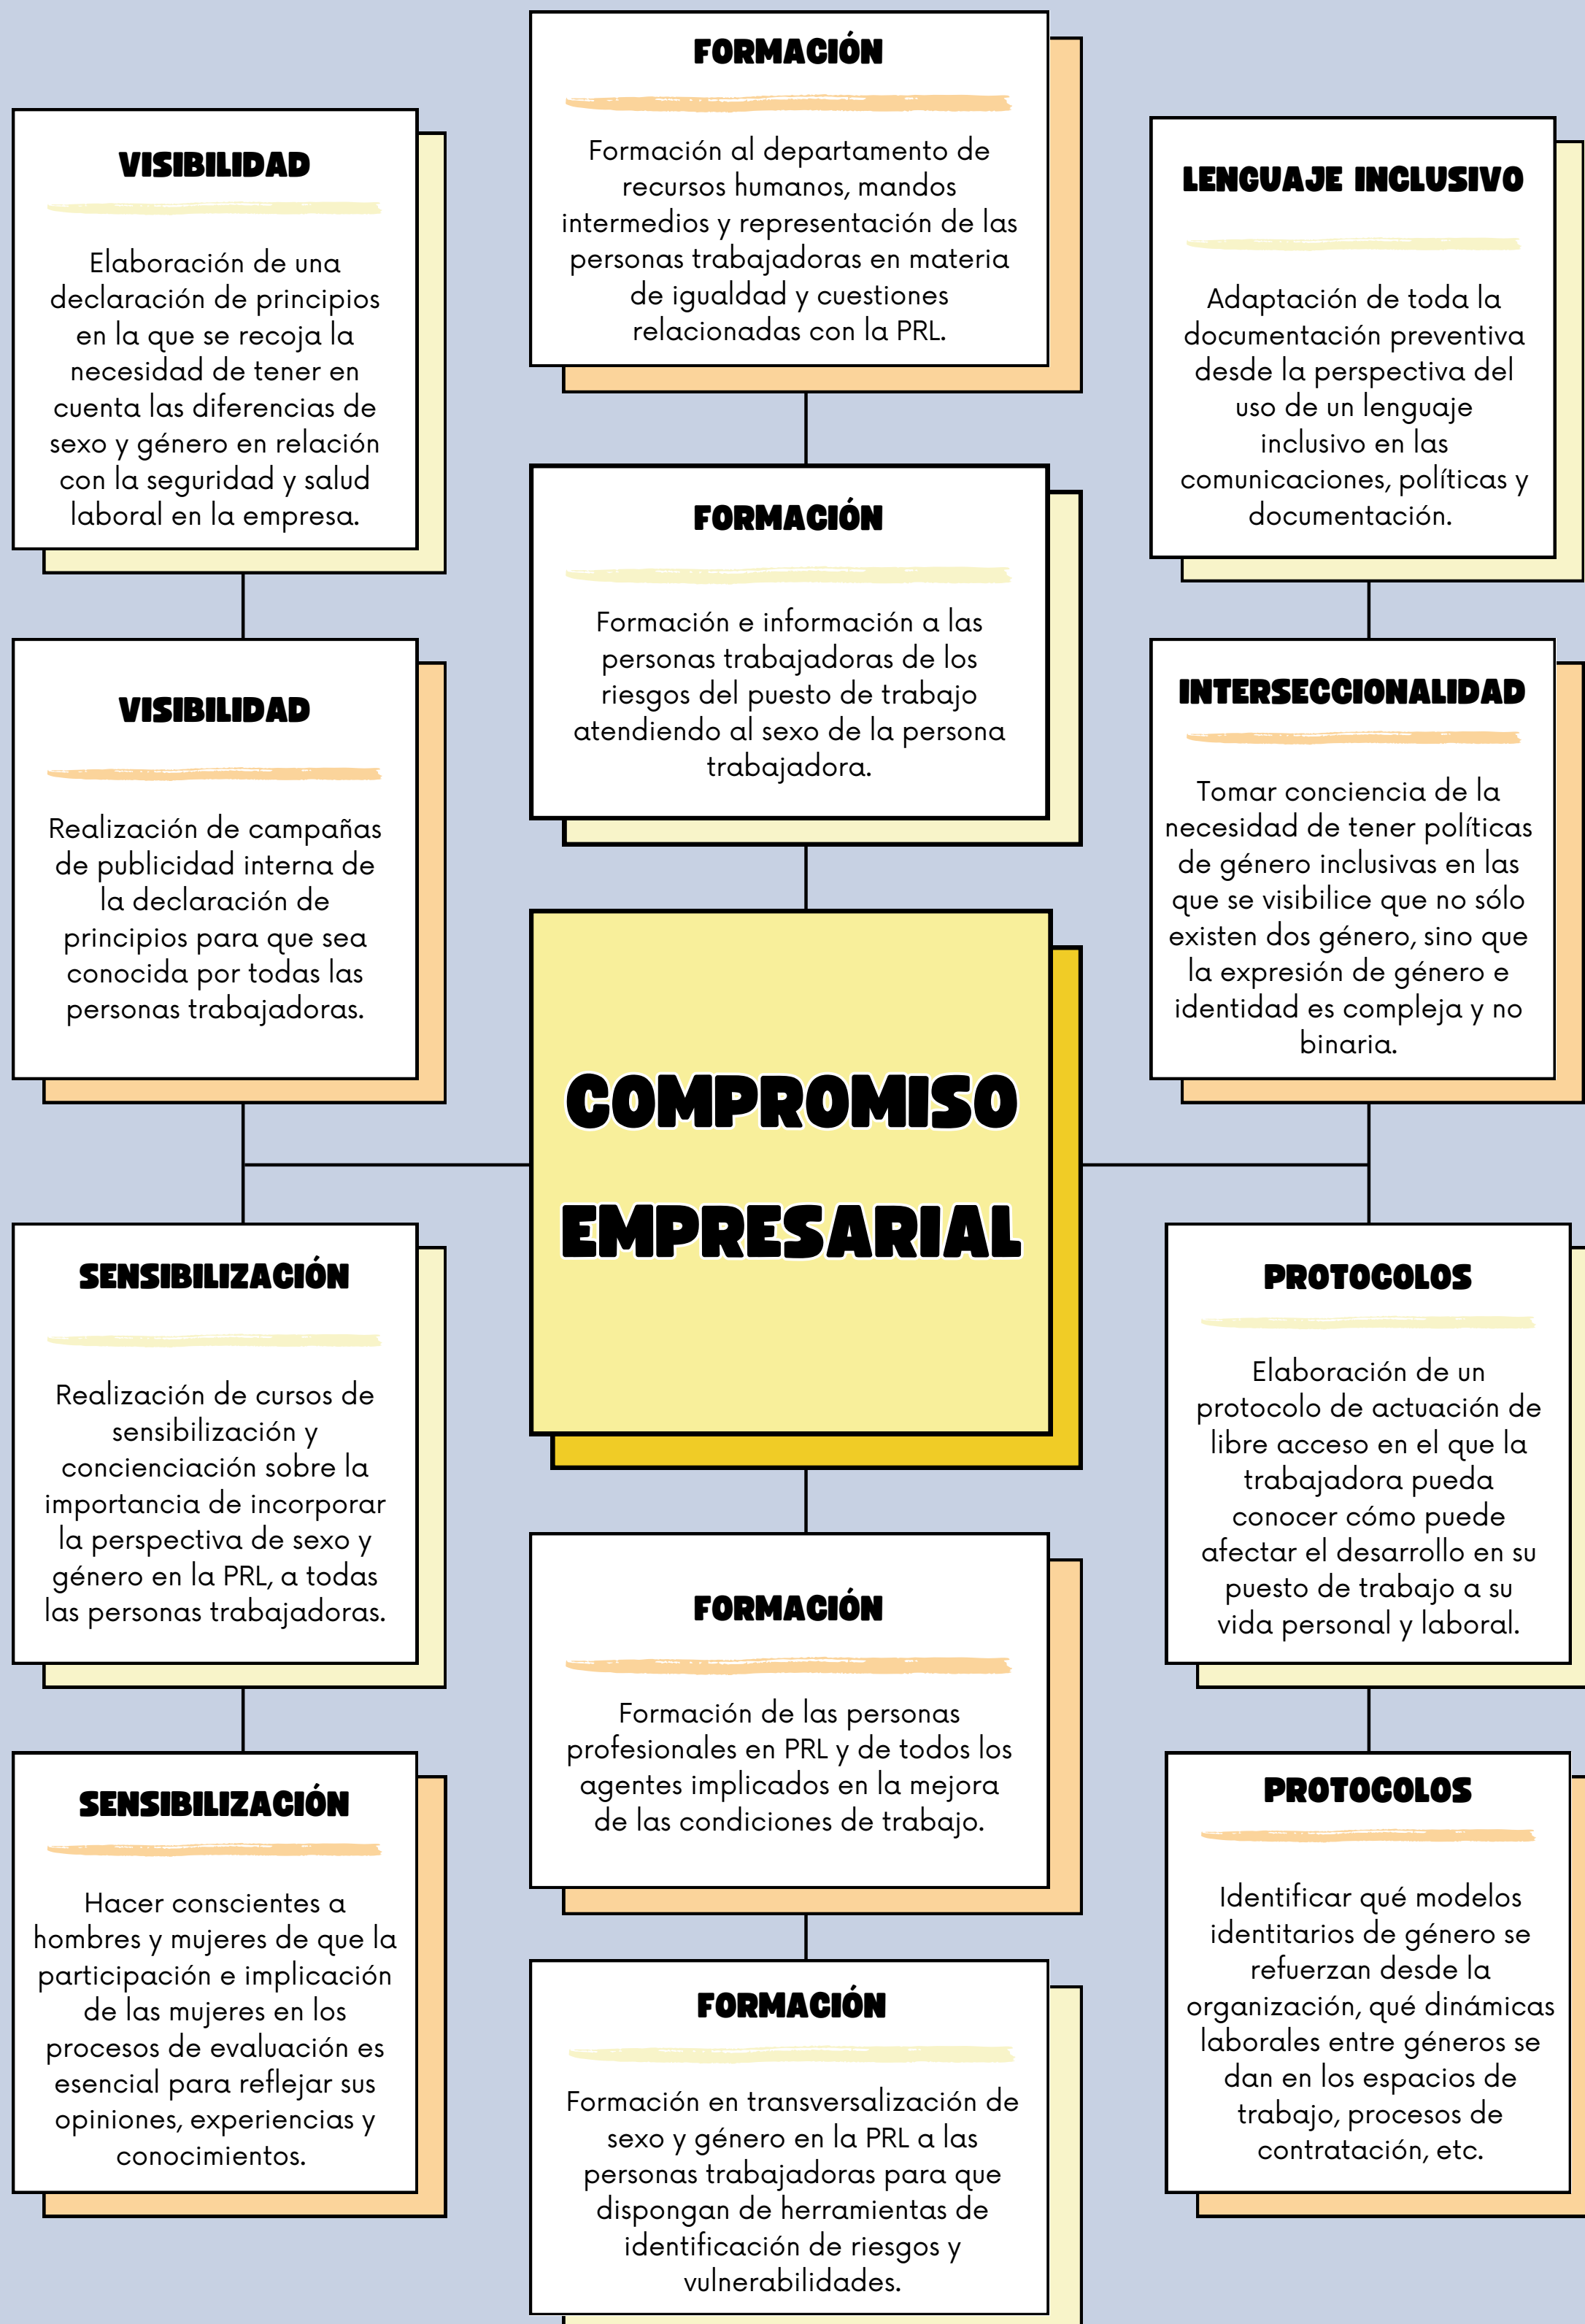 VISIBILIDAD
Elaboración de una
declaración de principios
en la que se recoja la
necesidad de tener en
cuenta las diferencias de
sexo y género en relación
con la seguridad y salud
laboral en la empresa.
VISIBILIDAD
Realización de campañas
de publicidad interna de
la declaración de
principios para que sea
conocida por todas las
personas trabajadoras.
SENSIBILIZACIÓN
Realización de cursos de
sensibilización y
concienciación sobre la
importancia de incorporar
la perspectiva de sexo y
género en la PRL, a todas
las personas trabajadoras.
SENSIBILIZACIÓN
Hacer conscientes a
hombres y mujeres de que la
participación e implicación
de las mujeres en los
procesos de evaluación es
esencial para reflejar sus
opiniones, experiencias y
conocimientos.
FORMACIÓN
Formación al departamento de
recursos humanos, mandos
intermedios y representación de las
personas trabajadoras en materia
de igualdad y cuestiones
relacionadas con la PRL.
FORMACIÓN
Formación e información a las
personas trabajadoras de los
riesgos del puesto de trabajo
atendiendo al sexo de la persona
trabajadora.
COMPROMISO
EMPRESARIAL
FORMACIÓN
Formación de las personas
profesionales en PRL y de todos los
agentes implicados en la mejora
de las condiciones de trabajo.
FORMACIÓN
Formación en transversalización de
sexo y género en la PRL a las
personas trabajadoras para que
dispongan de herramientas de
identificación de riesgos y
vulnerabilidades.
LENGUAJE INCLUSIVO
Adaptación de toda la
documentación preventiva
desde la perspectiva del
uso de un lenguaje
inclusivo en las
comunicaciones, políticas y
documentación.
INTERSECCIONALIDAD
Tomar conciencia de la
necesidad de tener políticas
de género inclusivas en las
que se visibilice que no sólo
existen dos género, sino que
la expresión de género e
identidad es compleja y no
binaria.
PROTOCOLOS
Elaboración de un
protocolo de actuación de
libre acceso en el que la
trabajadora pueda
conocer cómo puede
afectar el desarrollo en su
puesto de trabajo a su
vida personal y laboral.
PROTOCOLOS
Identificar qué modelos
identitarios de género se
refuerzan desde la
organización, qué dinámicas
laborales entre géneros se
dan en los espacios de
trabajo, procesos de
contratación, etc.